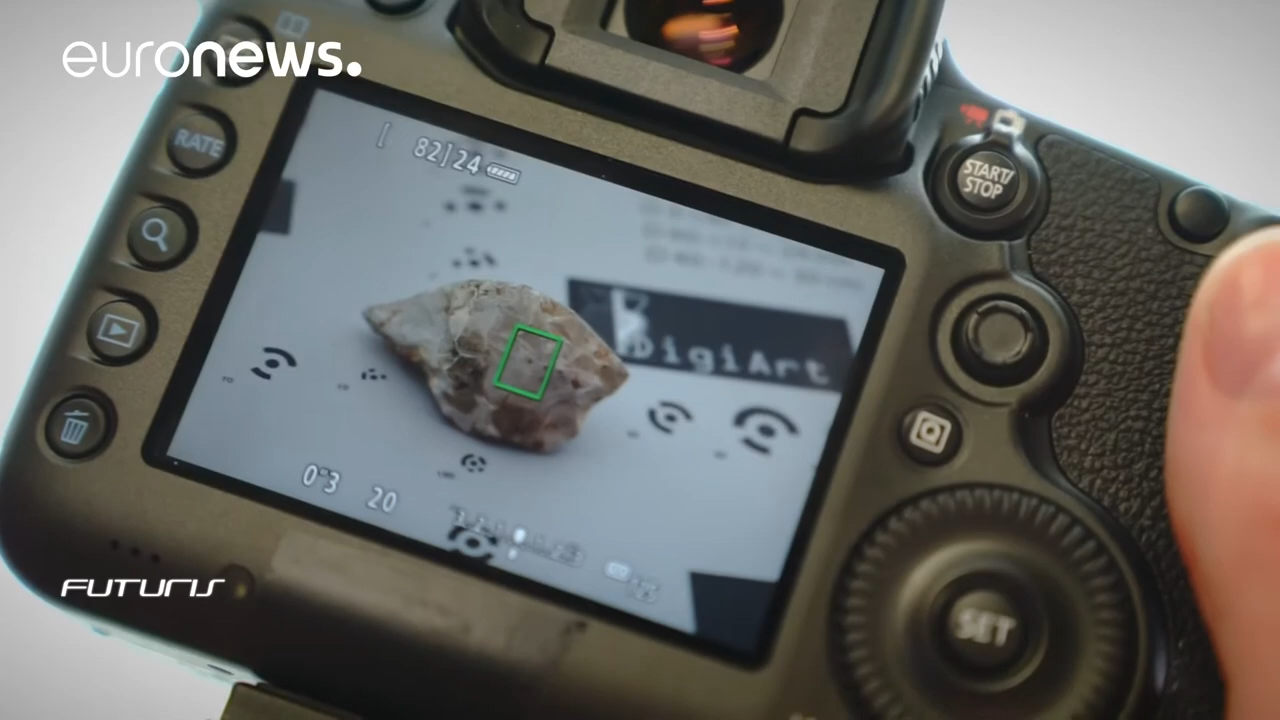 euronews.
RATE
[ 82]24
START/
STOP
DigiArt
0"3 20
FUTURIS
SET